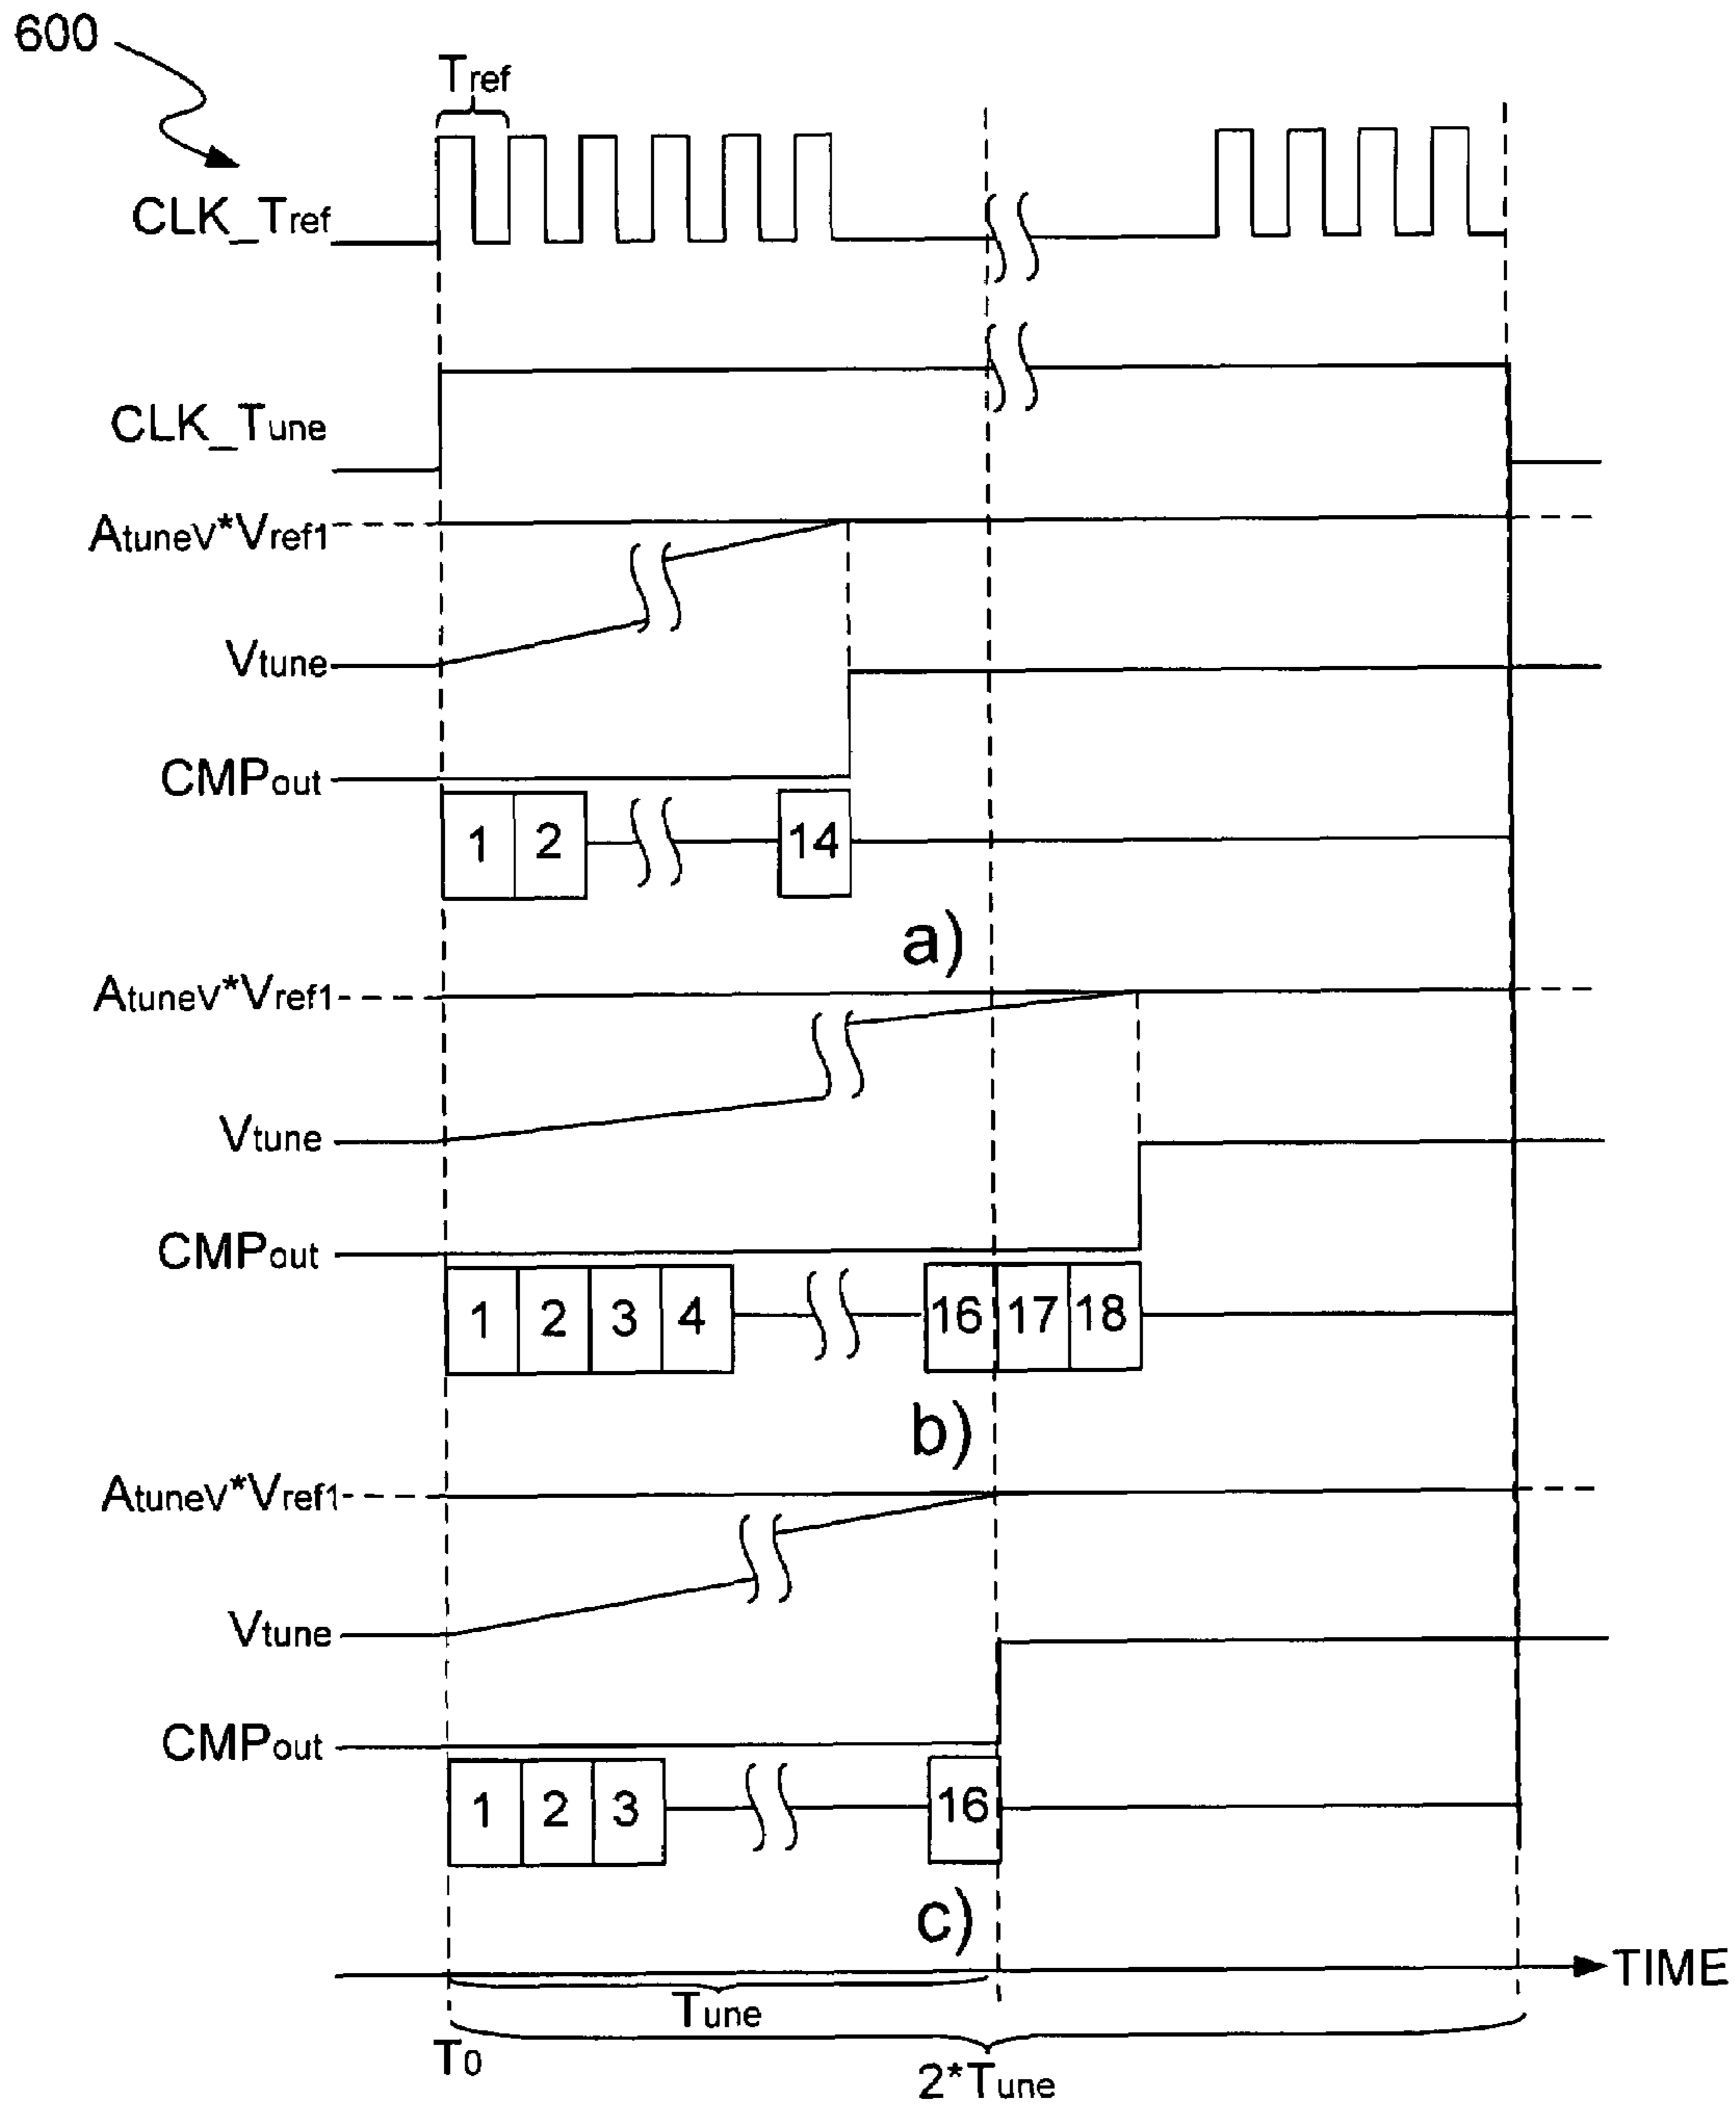 600
Tref
CLK_Tref
CLK_Tune
AtuneV*Vref1
Vtune
CMPout
1 2 14
a)
AtuneV*Vref1
Vtune
CMPout
1 2 3 4 16 17 18
b)
AtuneV*Vref1
Vtune
CMPout
1 2 3 16
c)
TIME
Tune
T0
2*Tune